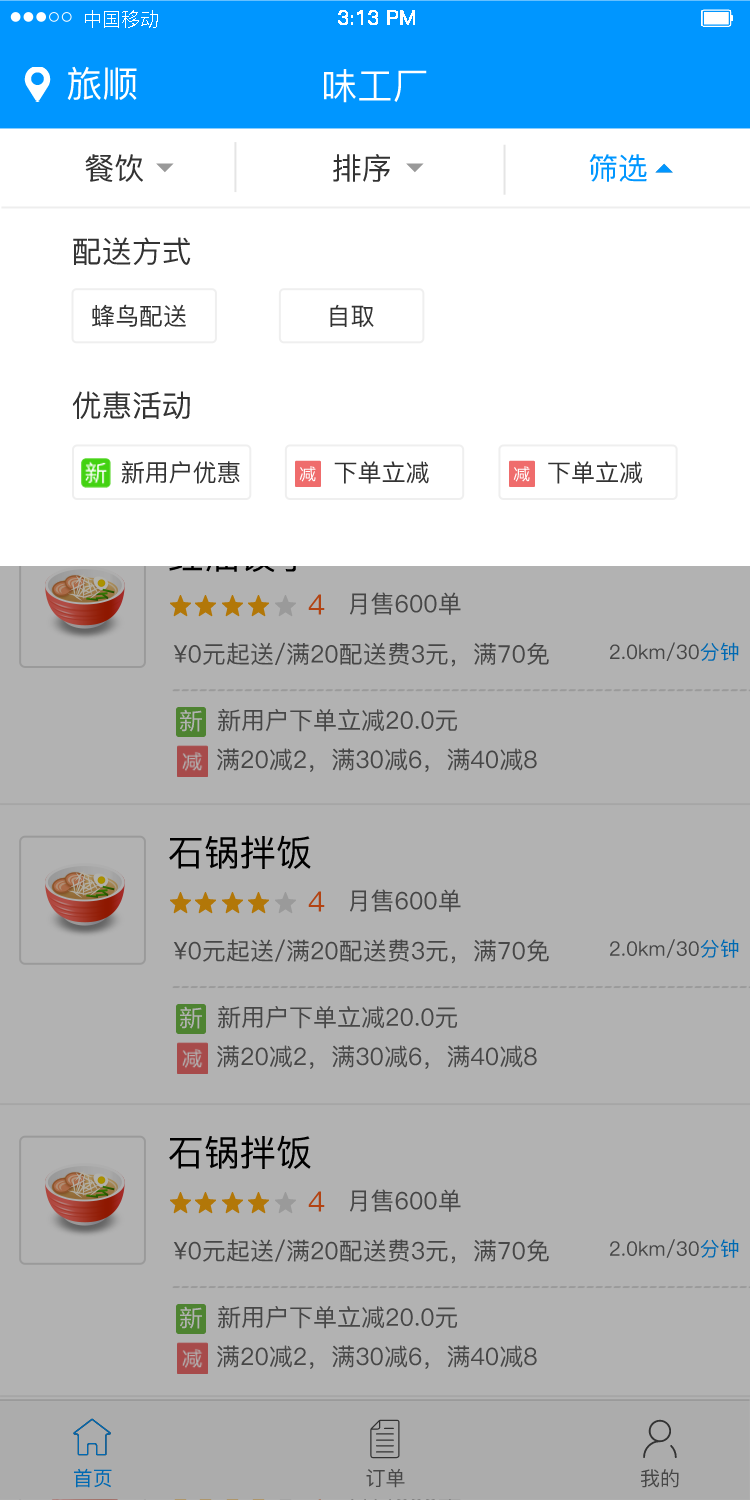 中国移动 3:13 PM
旅顺 味工厂
餐饮 排序 筛选
配送方式
蜂鸟配送 自取
优惠活动
新 新用户优惠 减 下单立减 减 下单立减
4 月售600单
¥0元起送/满20配送费3元，满70免 2.0km/30分钟
新 新用户下单立减20.0元
减 满20减2，满30减6，满40减8
石锅拌饭
4 月售600单
¥0元起送/满20配送费3元，满70免 2.0km/30分钟
新 新用户下单立减20.0元
减 满20减2，满30减6，满40减8
石锅拌饭
4 月售600单
¥0元起送/满20配送费3元，满70免 2.0km/30分钟
新 新用户下单立减20.0元
减 满20减2，满30减6，满40减8
首页 订单 我的